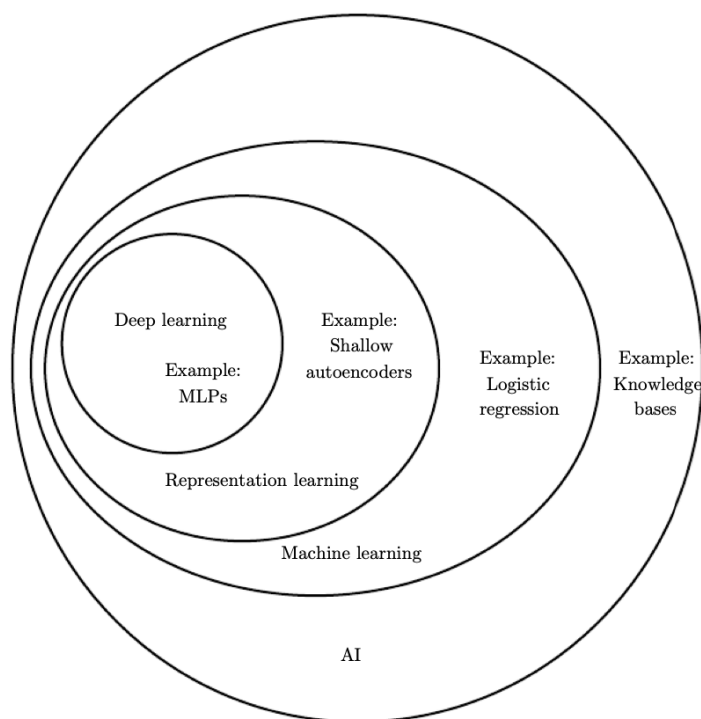 Deep learning
Example:
MLPs
Example:
Shallow
autoencoders
Example:
Logistic
regression
Example:
Knowledge
bases
Representation learning
Machine learning
AI